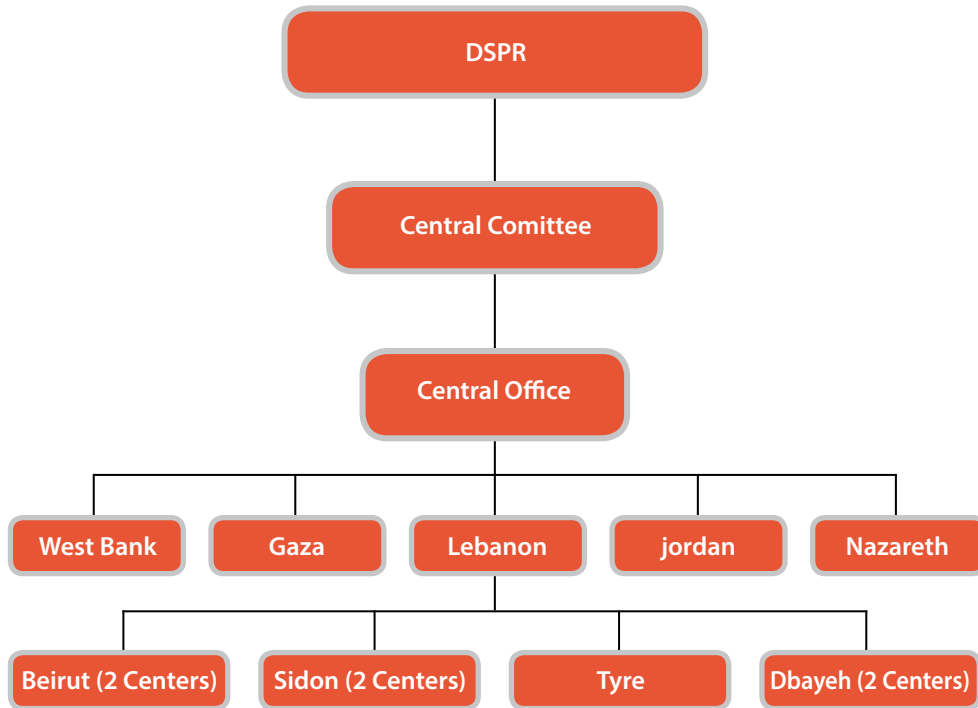 DSPR
Central Comittee
Central Office
West Bank
Gaza
Lebanon
jordan
Nazareth
Beirut (2 Centers)
Sidon (2 Centers)
Tyre
Dbayeh (2 Centers)